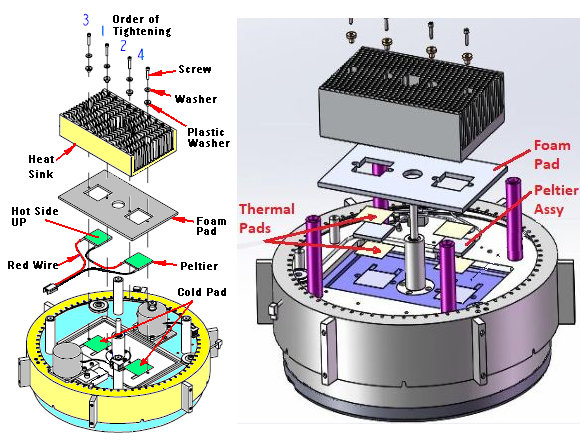 Order of
Tightening
3
1
2
4
Screw
Washer
Plastic
Washer
Heat
Sink
Hot Side
UP
Foam
Pad
Red Wire
Peltier
Cold Pad
Foam
Pad
Peltier
Assy
Thermal
Pads